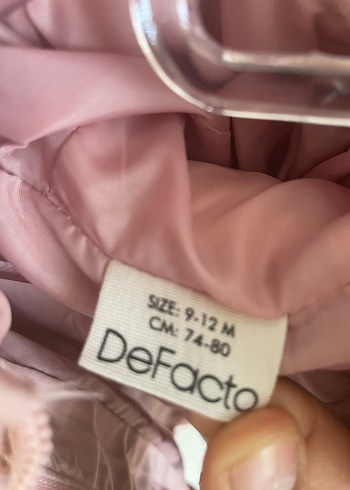 SIZE: 9-12 M
CM: 74-80
DeFacto